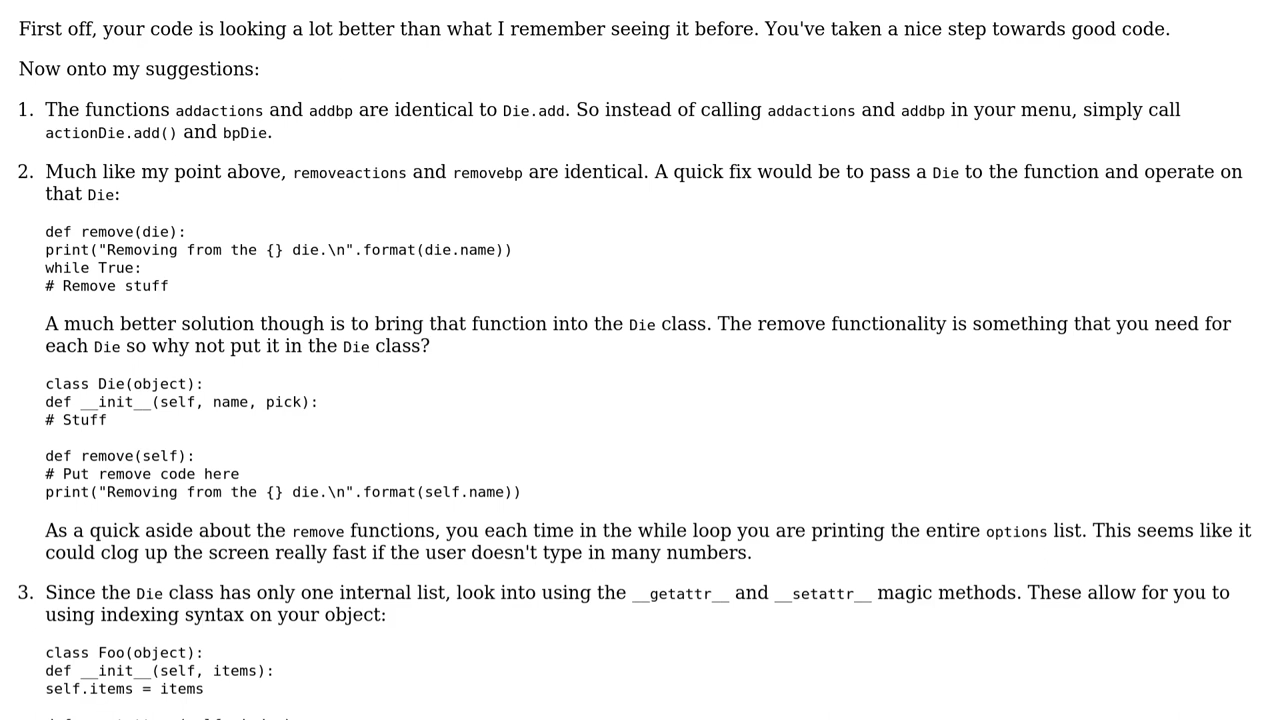 First off, your code is looking a lot better than what I remember seeing it before. You've taken a nice step towards good code.
Now onto my suggestions:
1. The functions addactions and addbp are identical to Die.add. So instead of calling addactions and addbp in your menu, simply call
actionDie.add() and bpDie.
2. Much like my point above, removeactions and removebp are identical. A quick fix would be to pass a Die to the function and operate on
that Die:
def remove(die):
print("Removing from the {} die.\n".format(die.name))
while True:
# Remove stuff
A much better solution though is to bring that function into the Die class. The remove functionality is something that you need for
each Die so why not put it in the Die class?
class Die(object):
def __init__(self, name, pick):
# Stuff
def remove(self):
# Put remove code here
print("Removing from the {} die.\n".format(self.name))
As a quick aside about the remove functions, you each time in the while loop you are printing the entire options list. This seems like it
could clog up the screen really fast if the user doesn't type in many numbers.
3. Since the Die class has only one internal list, look into using the __getattr__ and __setattr__ magic methods. These allow for you to
using indexing syntax on your object:
class Foo(object):
def __init__(self, items):
self.items = items